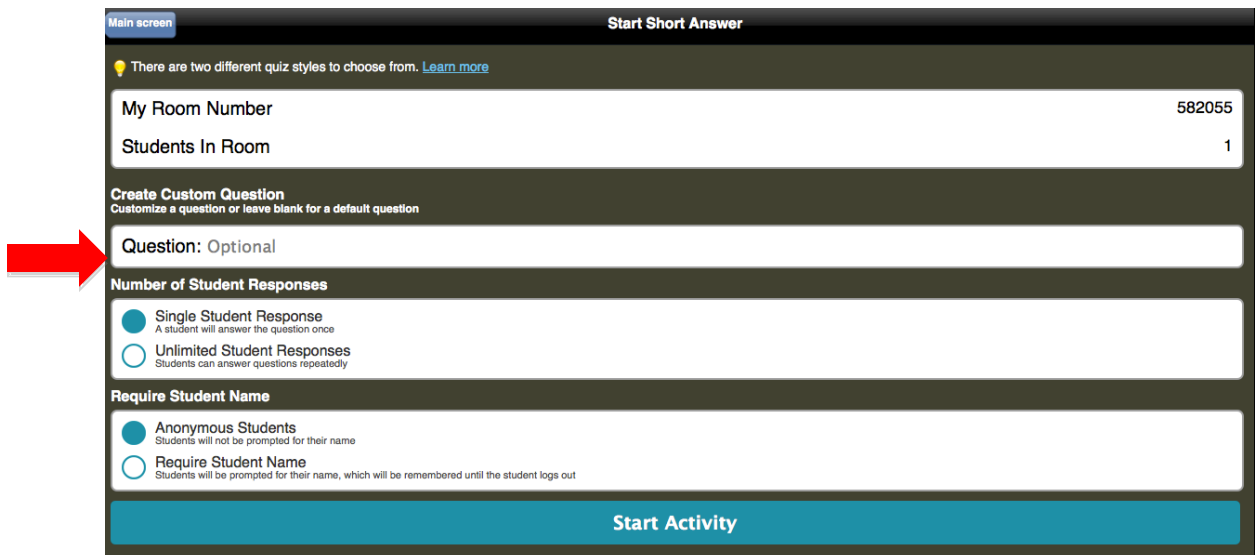 Main screen
Start Short Answer
There are two different quiz styles to choose from. Learn more
My Room Number 582055
Students In Room 1
Create Custom Question
Customize a question or leave blank for a default question
Question: Optional
Number of Student Responses
Single Student Response
A student will answer the question once
Unlimited Student Responses
Students can answer questions repeatedly
Require Student Name
Anonymous Students
Students will not be prompted for their name
Require Student Name
Students will be prompted for their name, which will be remembered until the student logs out
Start Activity